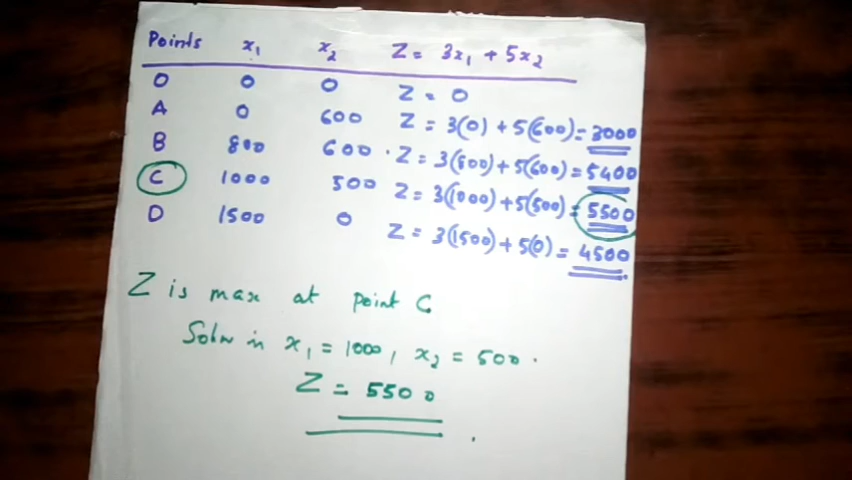 Points x₁ x₂ Z = 3x₁ + 5x₂
O 0 0 Z = 0
A 0 600 Z = 3(0) + 5(600) = 3000
B 800 600 · Z = 3(800) + 5(600) = 5400
C 1000 500 Z = 3(1000) + 5(500) = 5500
D 1500 0 Z = 3(1500) + 5(0) = 4500
Z is max at point C
Soln is x₁ = 1000, x₂ = 500.
Z = 5500